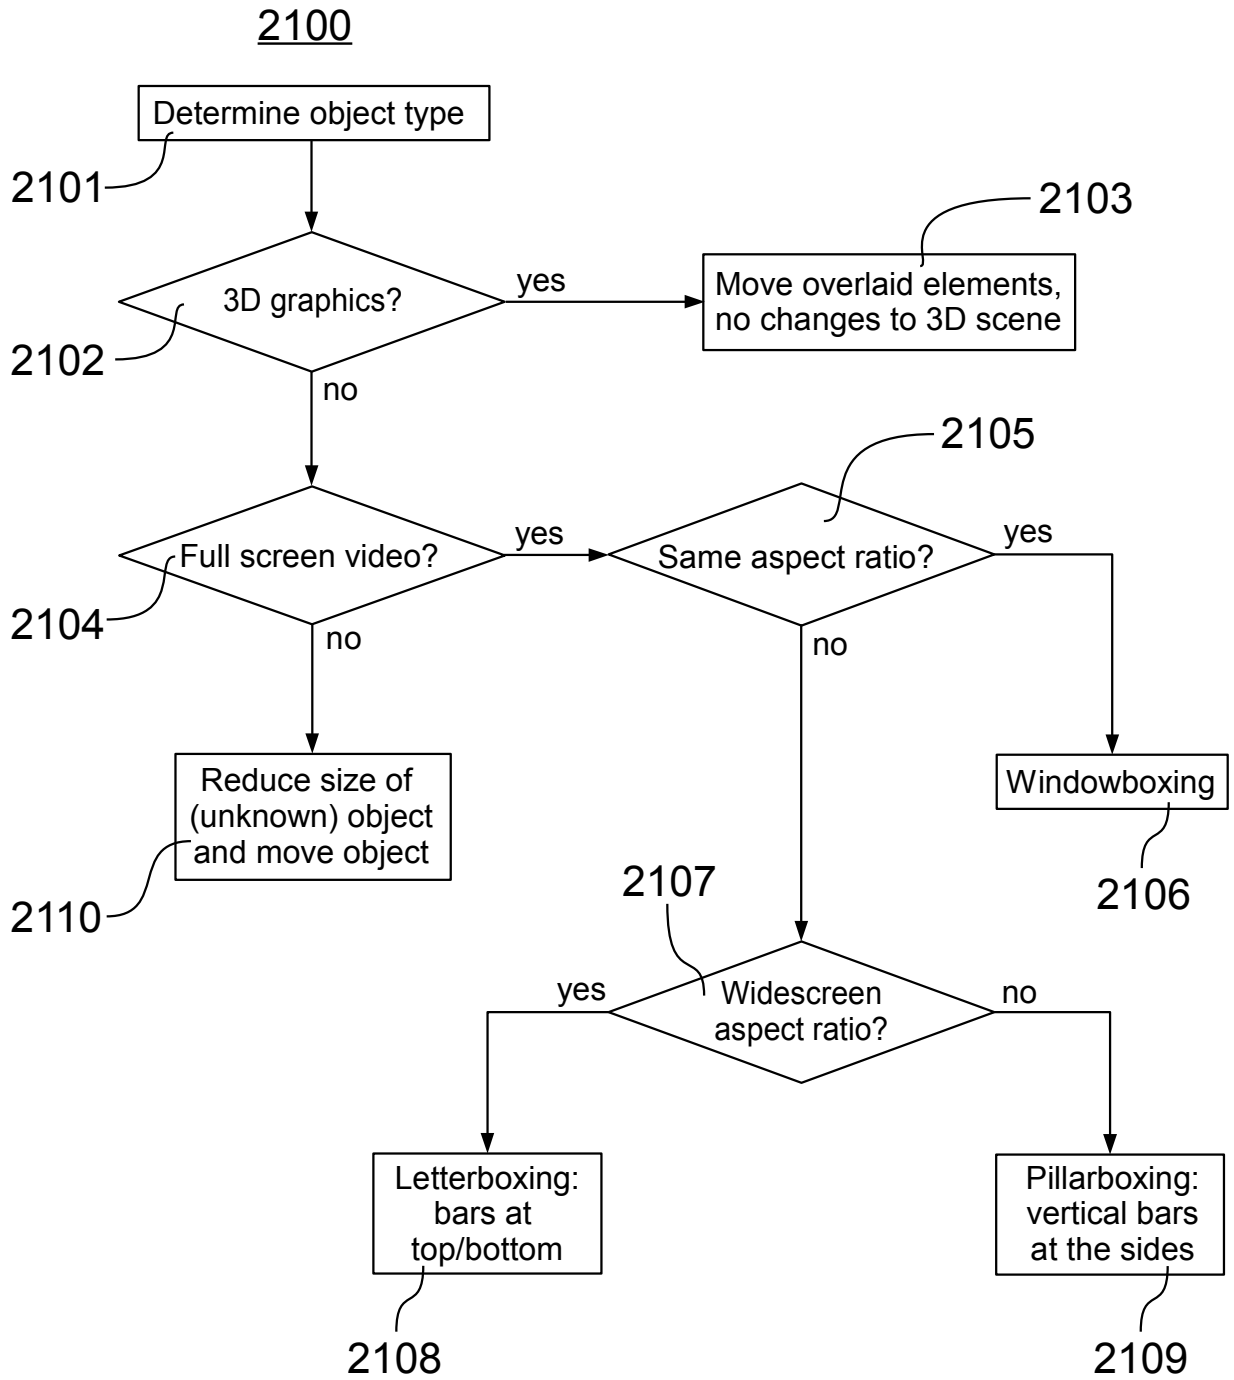 2100
Determine object type
2101
2103
3D graphics?
yes
Move overlaid elements,
no changes to 3D scene
2102
no
2105
Full screen video?
yes
Same aspect ratio?
yes
2104
no
no
Reduce size of
(unknown) object
and move object
Windowboxing
2110
2107
2106
yes
Widescreen
aspect ratio?
no
Letterboxing:
bars at
top/bottom
Pillarboxing:
vertical bars
at the sides
2108
2109